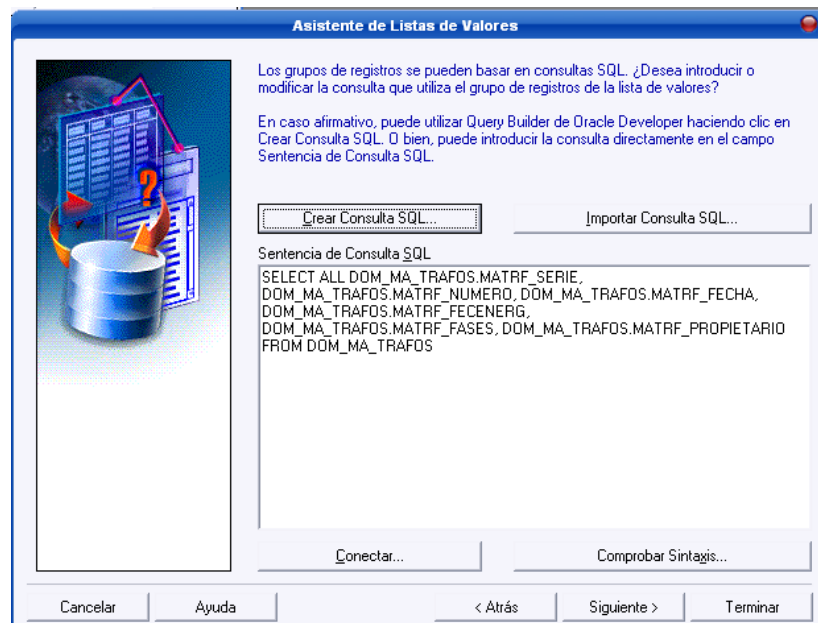 Asistente de Listas de Valores
Los grupos de registros se pueden basar en consultas SQL. ¿Desea introducir o
modificar la consulta que utiliza el grupo de registros de la lista de valores?
En caso afirmativo, puede utilizar Query Builder de Oracle Developer haciendo clic en
Crear Consulta SQL. O bien, puede introducir la consulta directamente en el campo
Sentencia de Consulta SQL.
Crear Consulta SQL...
Importar Consulta SQL...
Sentencia de Consulta SQL
SELECT ALL DOM_MA_TRAFOS.MATRF_SERIE,
DOM_MA_TRAFOS.MATRF_NUMERO, DOM_MA_TRAFOS.MATRF_FECHA,
DOM_MA_TRAFOS.MATRF_FECENERG,
DOM_MA_TRAFOS.MATRF_FASES, DOM_MA_TRAFOS.MATRF_PROPIETARIO
FROM DOM_MA_TRAFOS
Conectar...
Comprobar Sintaxis...
Cancelar
Ayuda
< Atrás
Siguiente >
Terminar